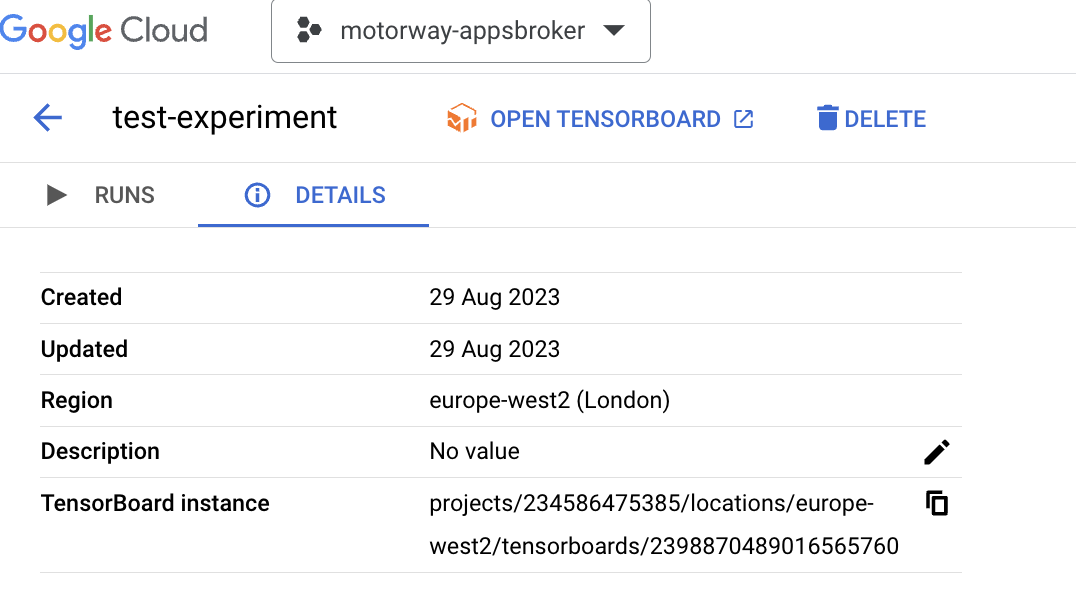 Google Cloud
motorway-appsbroker
test-experiment
OPEN TENSORBOARD
DELETE
RUNS
DETAILS
Created
29 Aug 2023
Updated
29 Aug 2023
Region
europe-west2 (London)
Description
No value
TensorBoard instance
projects/234586475385/locations/europe-
west2/tensorboards/2398870489016565760